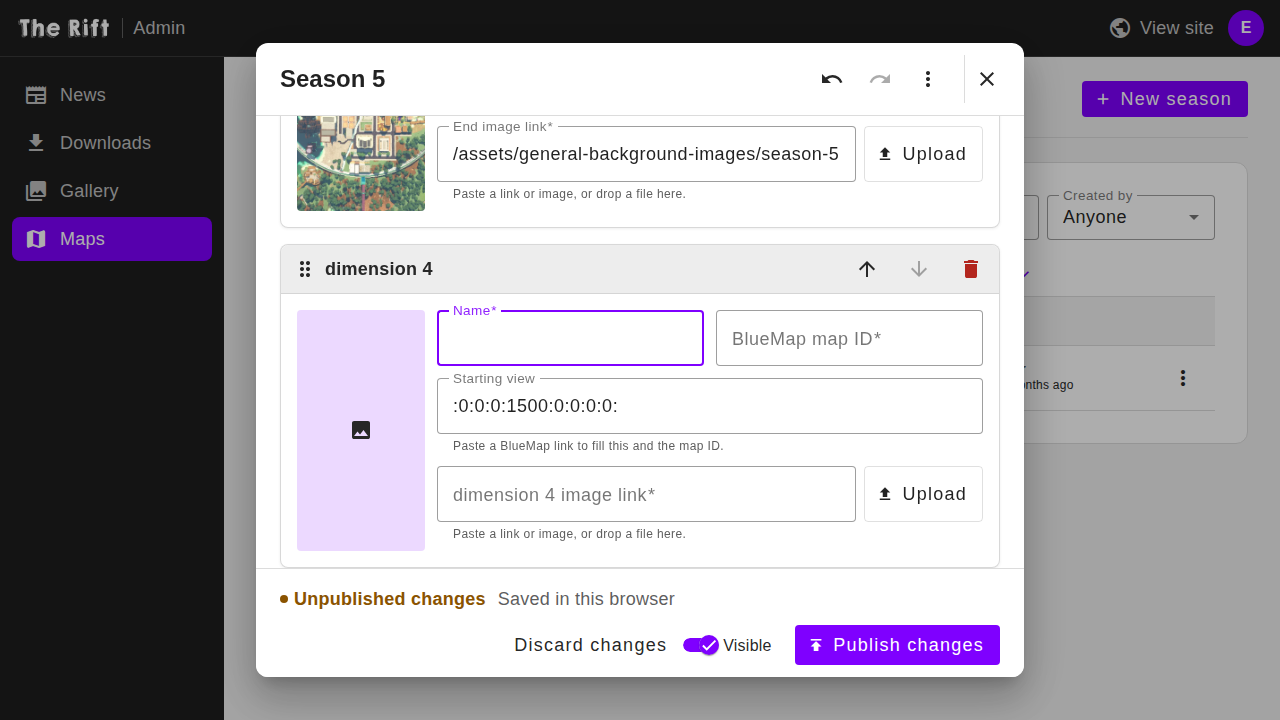 The Rift
Admin
View site
E
News
Downloads
Gallery
Maps
+ New season
Created by
Anyone
onths ago
Season 5
End image link*
/assets/general-background-images/season-5
Upload
Paste a link or image, or drop a file here.
dimension 4
Name*
BlueMap map ID*
Starting view
:0:0:0:1500:0:0:0:0:
Paste a BlueMap link to fill this and the map ID.
dimension 4 image link*
Upload
Paste a link or image, or drop a file here.
Unpublished changes Saved in this browser
Discard changes
Visible
Publish changes